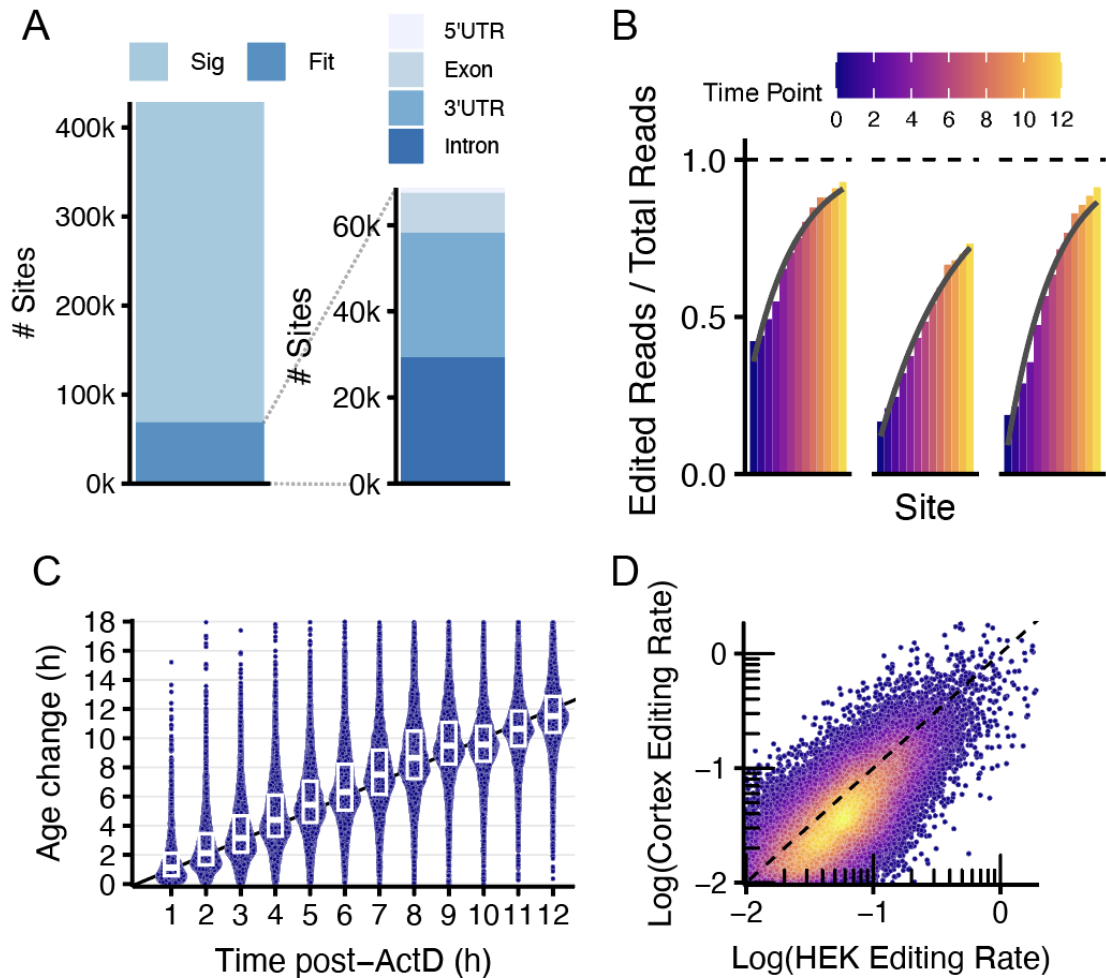 A
Sig
Fit
# Sites
400k
300k
200k
100k
0k
5'UTR
Exon
3'UTR
Intron
# Sites
60k
40k
20k
0k
B
Time Point
0 2 4 6 8 10 12
Edited Reads / Total Reads
1.0
0.5
0.0
Site
C
Age change (h)
18
16
14
12
10
8
6
4
2
0
1 2 3 4 5 6 7 8 9 10 11 12
Time post−ActD (h)
D
Log(Cortex Editing Rate)
0
−1
−2
−2 −1 0
Log(HEK Editing Rate)